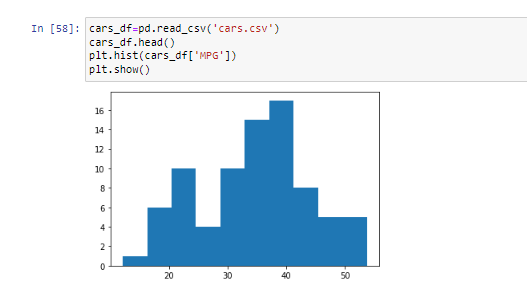 In [58]: cars_df=pd.read_csv('cars.csv')
cars_df.head()
plt.hist(cars_df['MPG'])
plt.show()
16
14
12
10
8
6
4
2
0
20 30 40 50